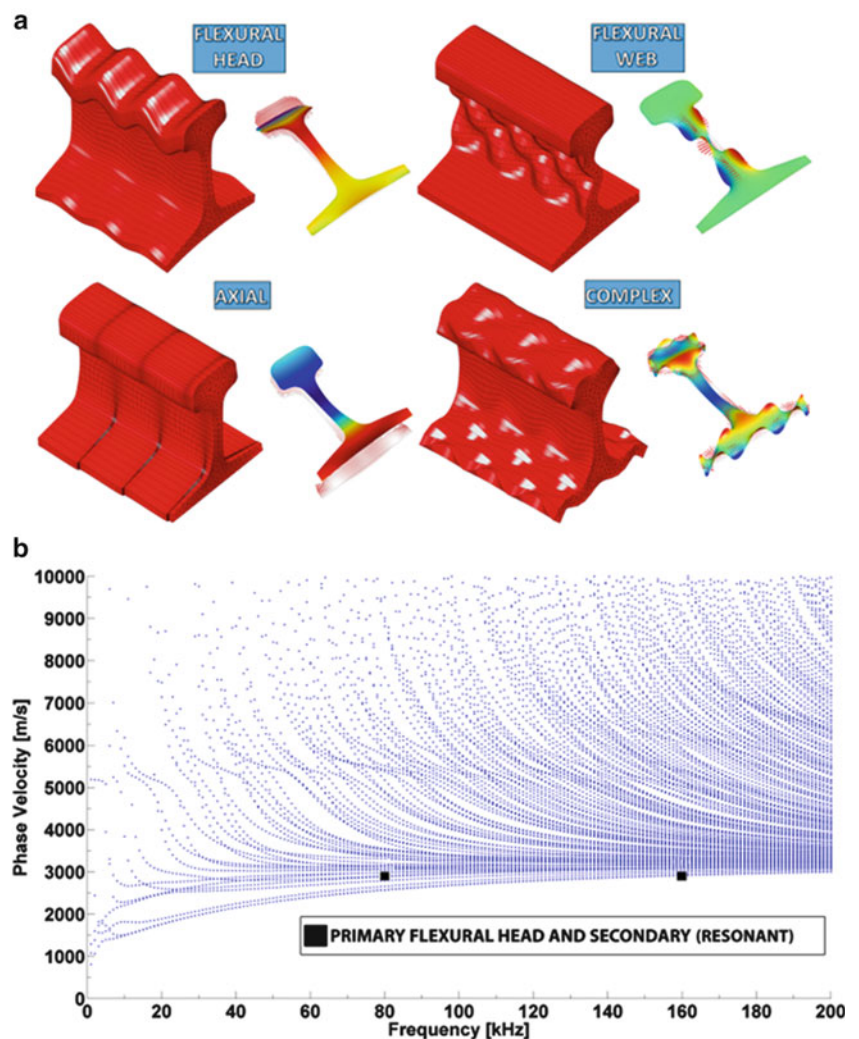 a
FLEXURAL
HEAD
FLEXURAL
WEB
AXIAL
COMPLEX
b
10000
9000
8000
7000
6000
5000
4000
3000
2000
1000
0
Phase Velocity [m/s]
PRIMARY FLEXURAL HEAD AND SECONDARY (RESONANT)
0 20 40 60 80 100 120 140 160 180 200
Frequency [kHz]